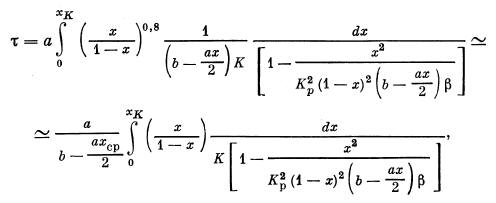 τ = a ∫₀^{x_K} (x / (1 − x))^{0,8} 1 / ((b − ax/2) K) dx / [1 − x² / (K_p² (1 − x)² (b − ax/2) β)] ≃
≃ a / (b − ax_{ср}/2) ∫₀^{x_K} (x / (1 − x)) dx / (K [1 − x² / (K_p² (1 − x)² (b − ax/2) β)]),